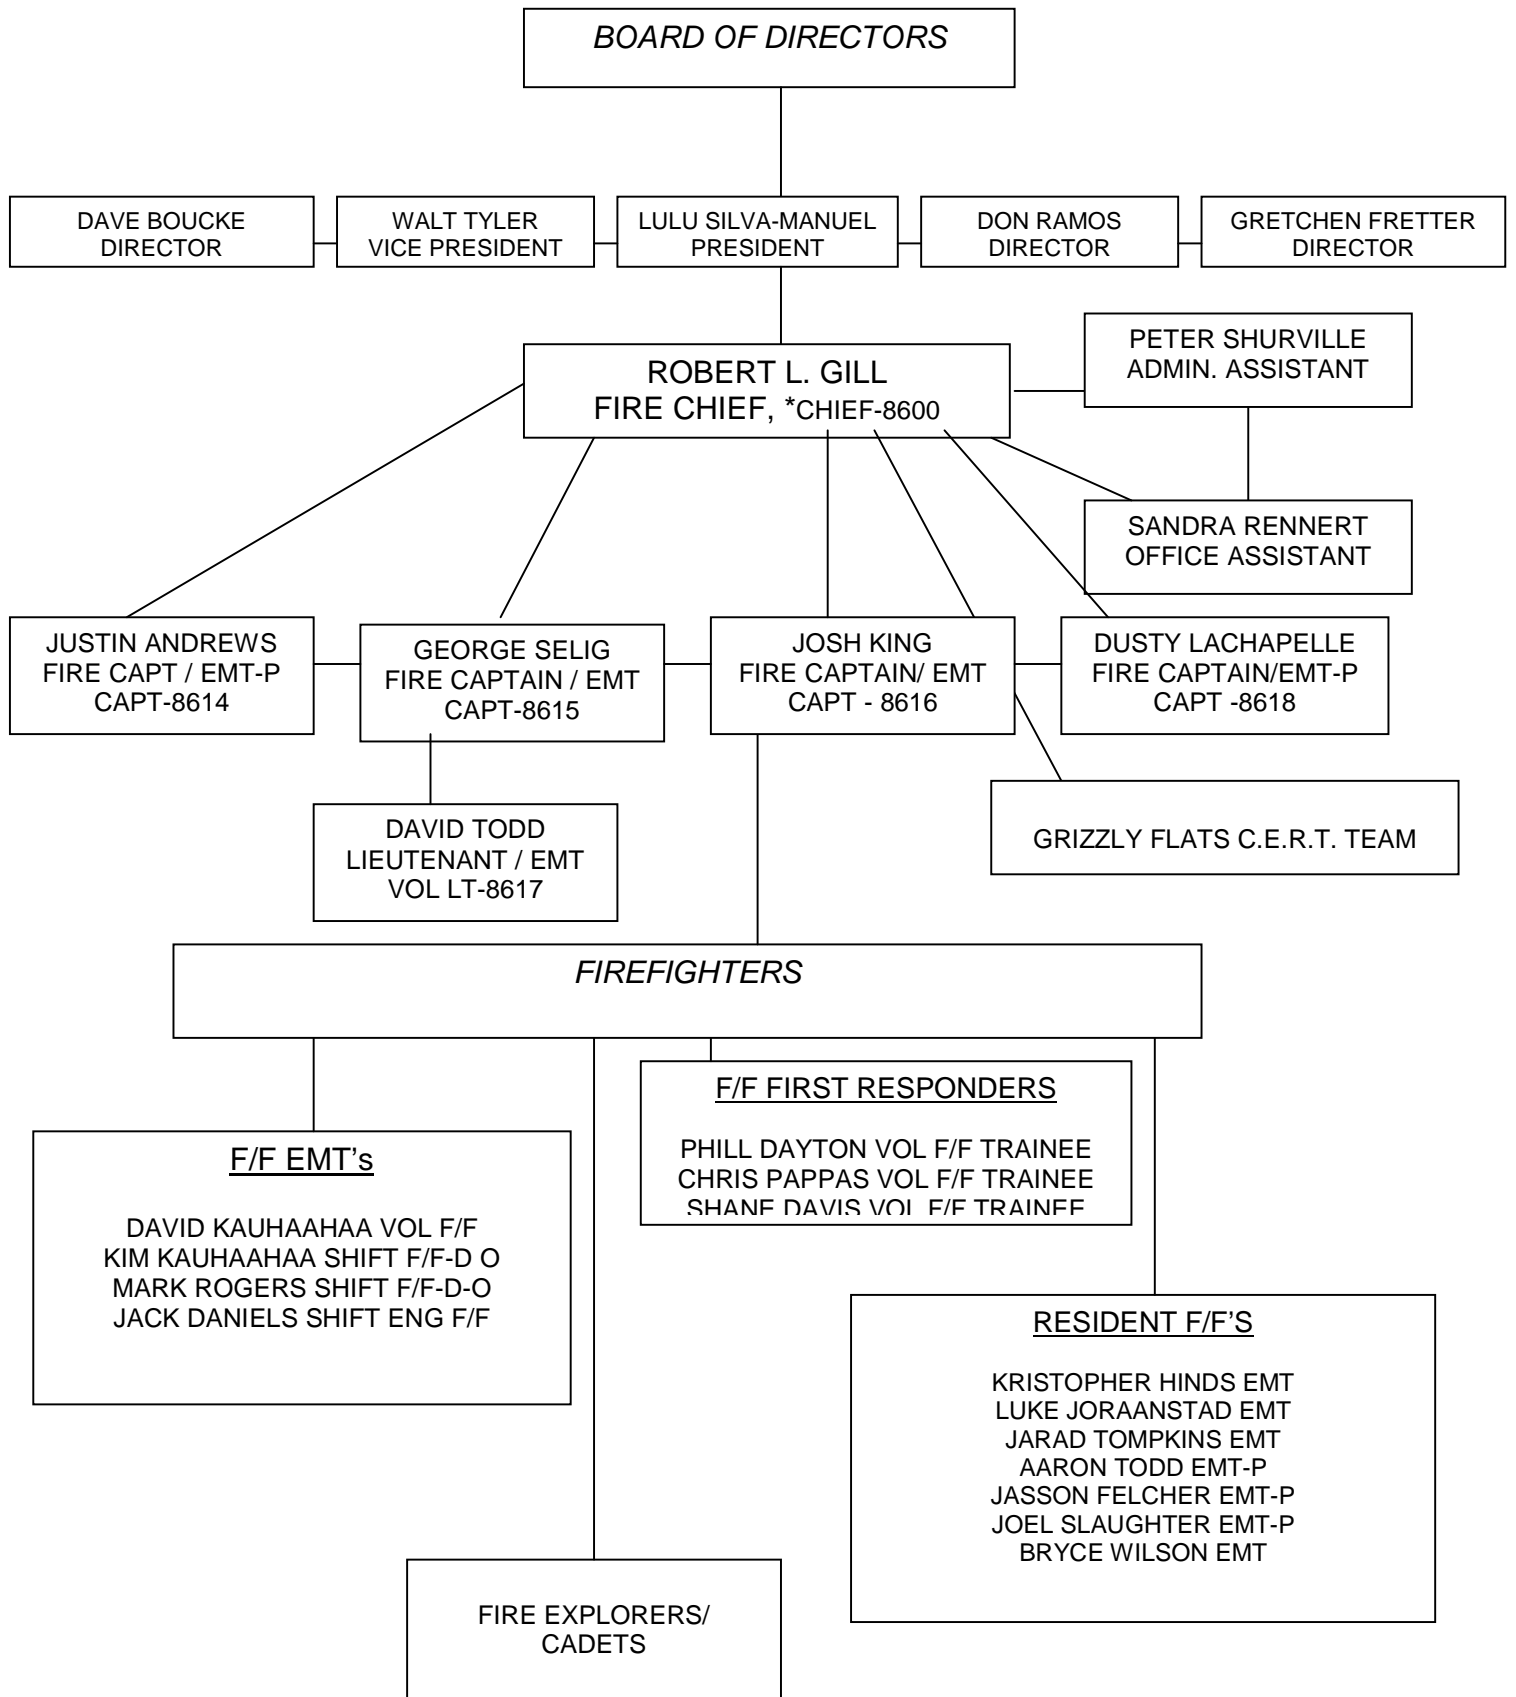 BOARD OF DIRECTORS
DAVE BOUCKE
DIRECTOR
WALT TYLER
VICE PRESIDENT
LULU SILVA-MANUEL
PRESIDENT
DON RAMOS
DIRECTOR
GRETCHEN FRETTER
DIRECTOR
ROBERT L. GILL
FIRE CHIEF, *CHIEF-8600
PETER SHURVILLE
ADMIN. ASSISTANT
SANDRA RENNERT
OFFICE ASSISTANT
JUSTIN ANDREWS
FIRE CAPT / EMT-P
CAPT-8614
GEORGE SELIG
FIRE CAPTAIN / EMT
CAPT-8615
JOSH KING
FIRE CAPTAIN/ EMT
CAPT - 8616
DUSTY LACHAPELLE
FIRE CAPTAIN/EMT-P
CAPT -8618
DAVID TODD
LIEUTENANT / EMT
VOL LT-8617
GRIZZLY FLATS C.E.R.T. TEAM
FIREFIGHTERS
F/F FIRST RESPONDERS
PHILL DAYTON VOL F/F TRAINEE
CHRIS PAPPAS VOL F/F TRAINEE
SHANE DAVIS VOL F/F TRAINEE
F/F EMT's
DAVID KAUHAAHAA VOL F/F
KIM KAUHAAHAA SHIFT F/F-D O
MARK ROGERS SHIFT F/F-D-O
JACK DANIELS SHIFT ENG F/F
RESIDENT F/F'S
KRISTOPHER HINDS EMT
LUKE JORAANSTAD EMT
JARAD TOMPKINS EMT
AARON TODD EMT-P
JASSON FELCHER EMT-P
JOEL SLAUGHTER EMT-P
BRYCE WILSON EMT
FIRE EXPLORERS/
CADETS